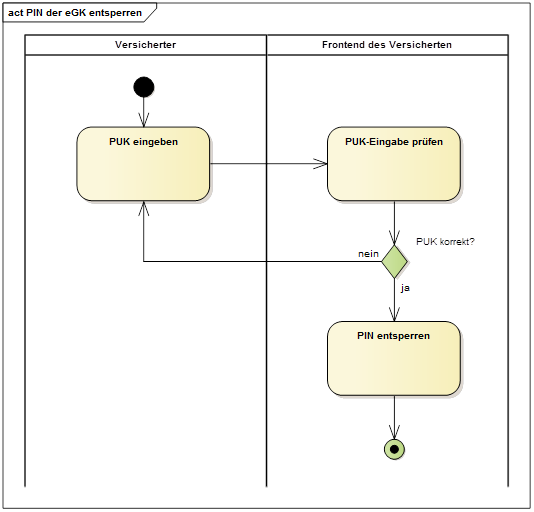 act PIN der eGK entsperren
Versicherter
Frontend des Versicherten
PUK eingeben
PUK-Eingabe prüfen
PUK korrekt?
nein
ja
PIN entsperren